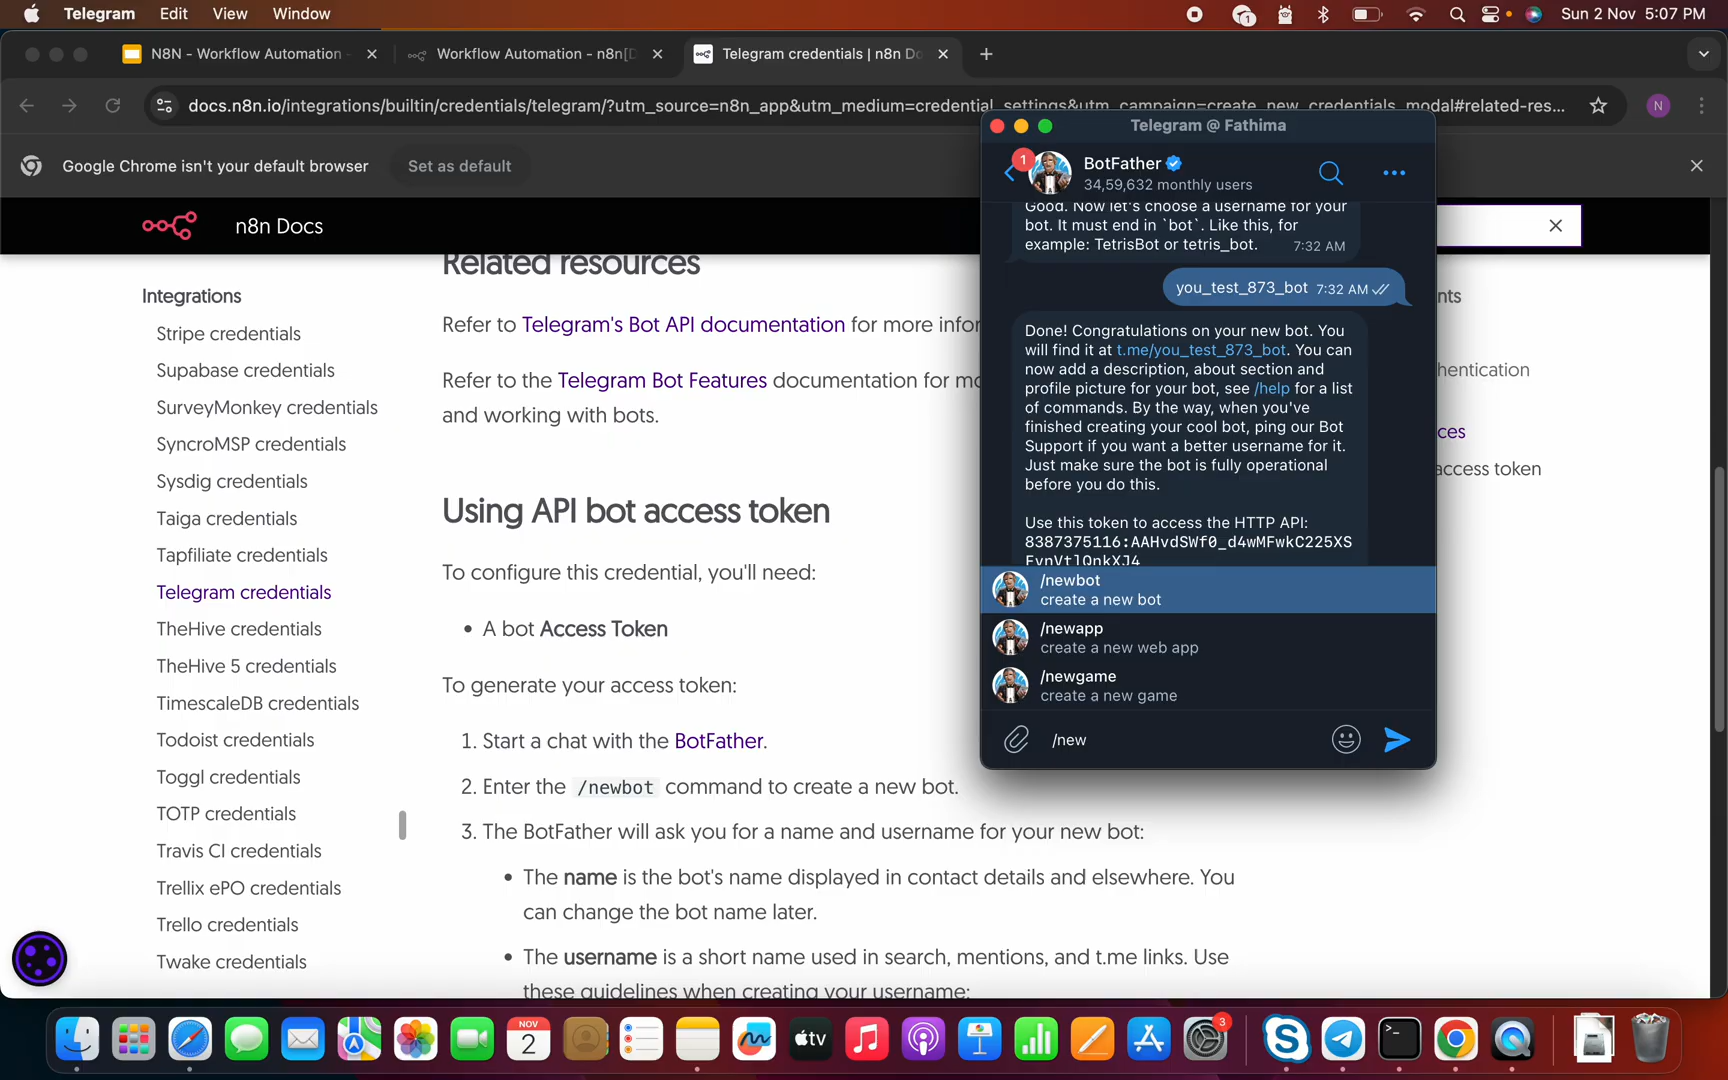 Telegram Edit View Window
Sun 2 Nov 5:07 PM
N8N - Workflow Automation
Workflow Automation - n8n[D
Telegram credentials | n8n Do
docs.n8n.io/integrations/builtin/credentials/telegram/?utm_source=n8n_app&utm_medium=credential_settings&utm_campaign=create_new_credentials_modal#related-res...
N
Google Chrome isn't your default browser
Set as default
n8n Docs
Integrations
Stripe credentials
Supabase credentials
SurveyMonkey credentials
SyncroMSP credentials
Sysdig credentials
Taiga credentials
Tapfiliate credentials
Telegram credentials
TheHive credentials
TheHive 5 credentials
TimescaleDB credentials
Todoist credentials
Toggl credentials
TOTP credentials
Travis CI credentials
Trellix ePO credentials
Trello credentials
Twake credentials
Related resources
Refer to Telegram's Bot API documentation for more infor
Refer to the Telegram Bot Features documentation for mo
and working with bots.
Using API bot access token
To configure this credential, you'll need:
• A bot Access Token
To generate your access token:
1. Start a chat with the BotFather.
2. Enter the /newbot command to create a new bot.
3. The BotFather will ask you for a name and username for your new bot:
• The name is the bot's name displayed in contact details and elsewhere. You
can change the bot name later.
• The username is a short name used in search, mentions, and t.me links. Use
these guidelines when creating your username:
nts
hentication
ces
access token
Telegram @ Fathima
1
BotFather
34,59,632 monthly users
Good. Now let's choose a username for your
bot. It must end in `bot`. Like this, for
example: TetrisBot or tetris_bot. 7:32 AM
you_test_873_bot 7:32 AM
Done! Congratulations on your new bot. You
will find it at t.me/you_test_873_bot. You can
now add a description, about section and
profile picture for your bot, see /help for a list
of commands. By the way, when you've
finished creating your cool bot, ping our Bot
Support if you want a better username for it.
Just make sure the bot is fully operational
before you do this.
Use this token to access the HTTP API:
8387375116:AAHvdSWf0_d4wMFwkC225XS
/newbot
create a new bot
/newapp
create a new web app
/newgame
create a new game
/new
NOV
2
tv
3